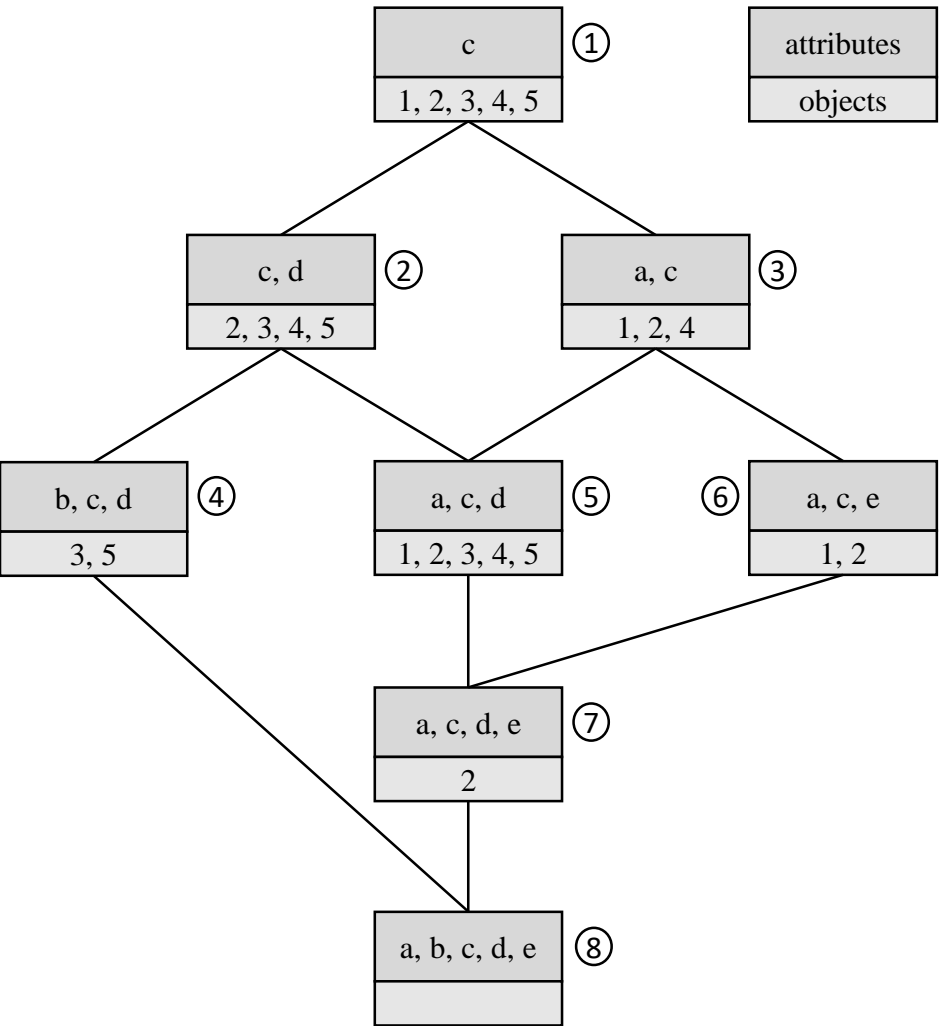 c
①
attributes
1, 2, 3, 4, 5
objects
c, d
②
a, c
③
2, 3, 4, 5
1, 2, 4
b, c, d
④
a, c, d
⑤
⑥
a, c, e
3, 5
1, 2, 3, 4, 5
1, 2
a, c, d, e
⑦
2
a, b, c, d, e
⑧